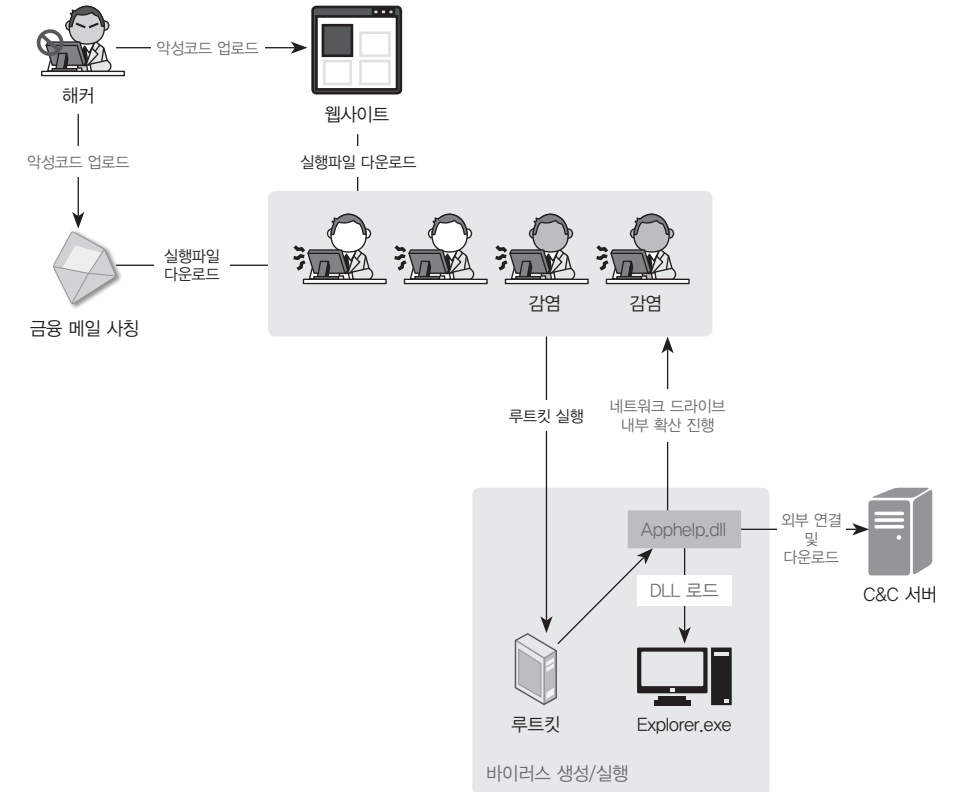 악성코드 업로드
해커
웹사이트
악성코드 업로드
실행파일 다운로드
실행파일
다운로드
감염
감염
금융 메일 사칭
루트킷 실행
네트워크 드라이브
내부 확산 진행
Apphelp.dll
외부 연결
및
다운로드
DLL 로드
C&C 서버
루트킷
Explorer.exe
바이러스 생성/실행